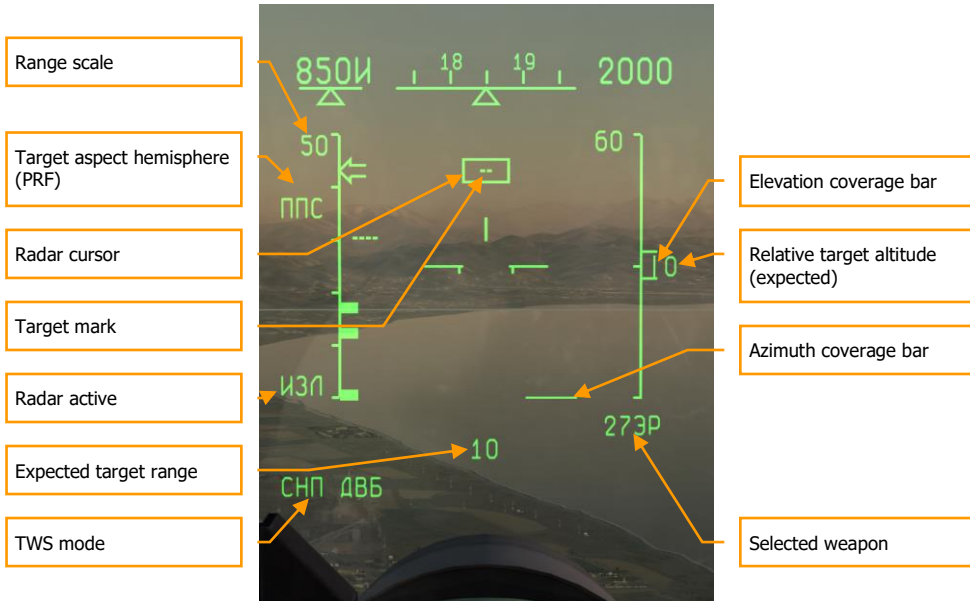 Range scale
Target aspect hemisphere
(PRF)
Radar cursor
Target mark
Radar active
Expected target range
TWS mode
850И
18 19
2000
50
60
ППС
--
0
ИЗЛ
27ЭР
10
СНП ДВБ
Elevation coverage bar
Relative target altitude
(expected)
Azimuth coverage bar
Selected weapon